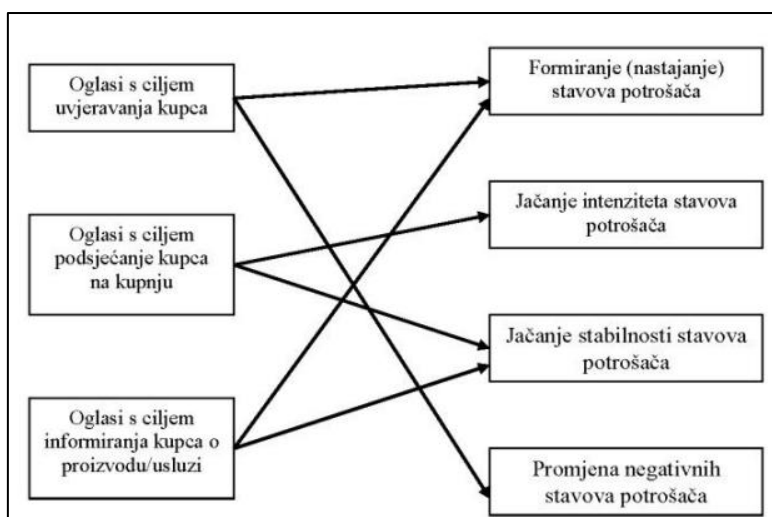 Oglasi s ciljem
uvjeravanja kupca
Oglasi s ciljem
podsjećanje kupca
na kupnju
Oglasi s ciljem
informiranja kupca o
proizvodu/usluzi
Formiranje (nastajanje)
stavova potrošača
Jačanje intenziteta stavova
potrošača
Jačanje stabilnosti stavova
potrošača
Promjena negativnih
stavova potrošača